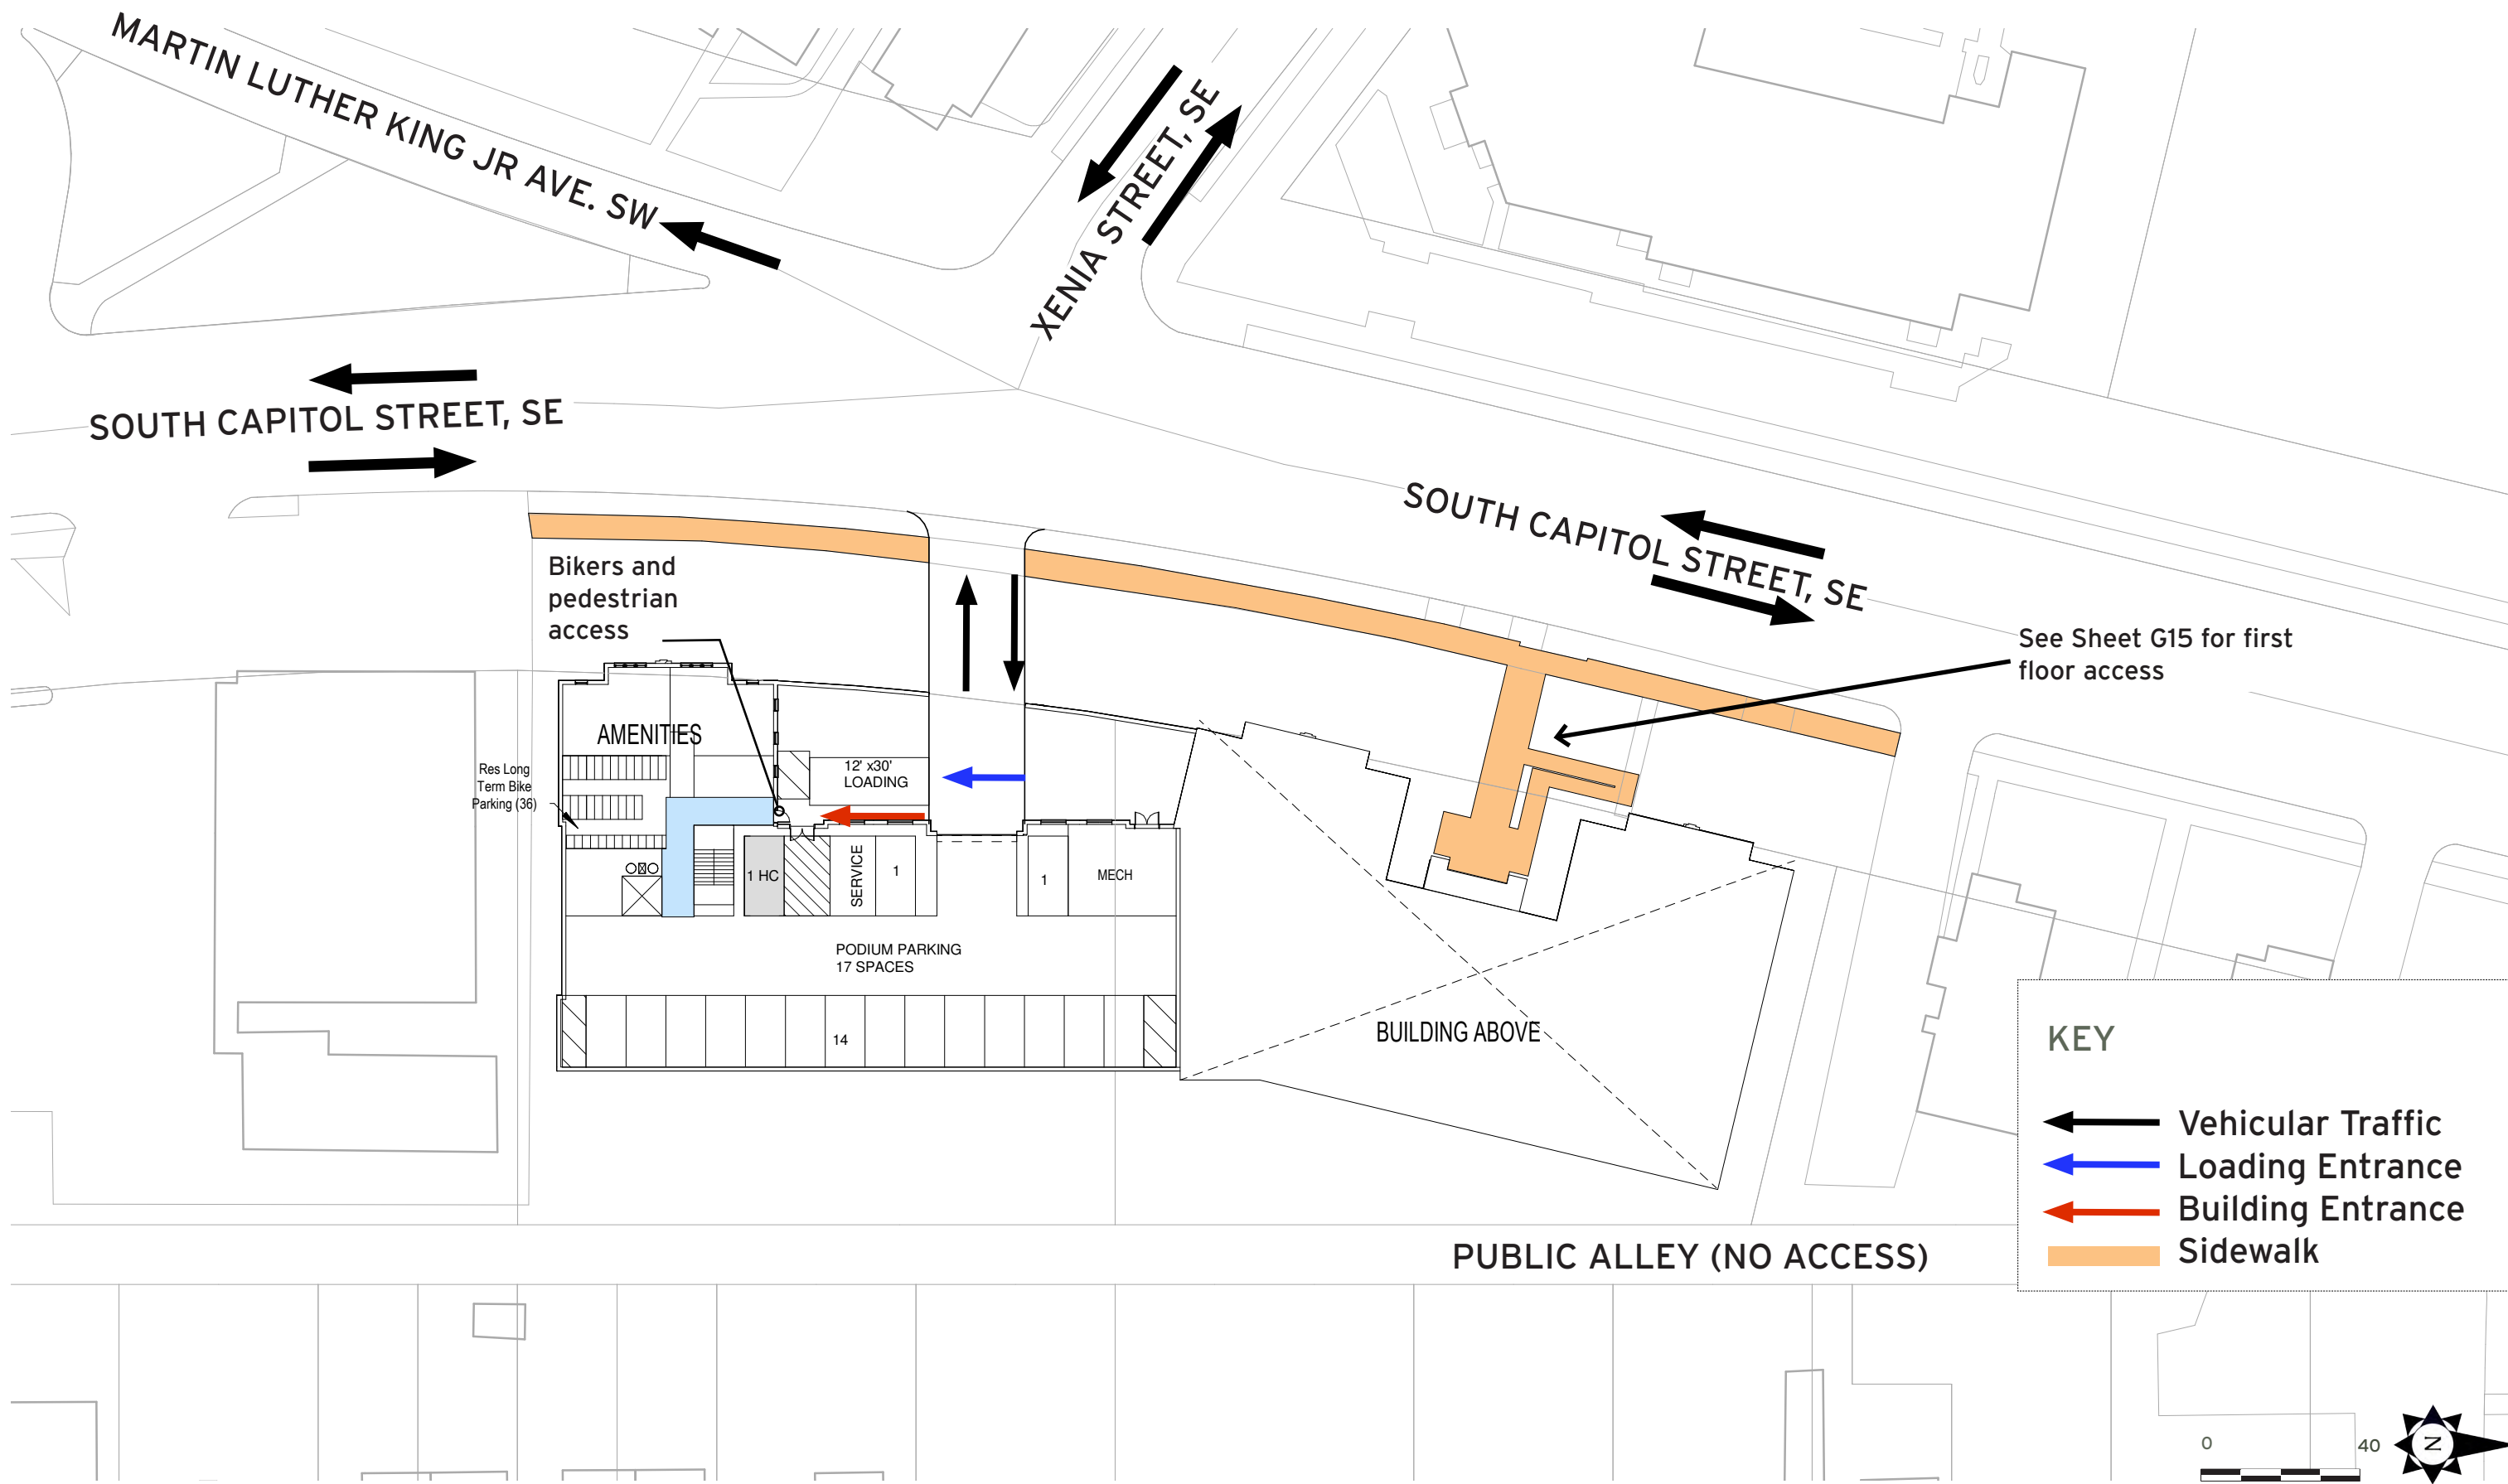 MARTIN LUTHER KING JR AVE. SW
XENIA STREET, SE
SOUTH CAPITOL STREET, SE
SOUTH CAPITOL STREET, SE
Bikers and
pedestrian
access
See Sheet G15 for first
floor access
AMENITIES
Res Long
Term Bike
Parking (36)
12' x30'
LOADING
1 HC
SERVICE
1
1
MECH
PODIUM PARKING
17 SPACES
14
BUILDING ABOVE
KEY
Vehicular Traffic
Loading Entrance
Building Entrance
Sidewalk
PUBLIC ALLEY (NO ACCESS)
0
40
N